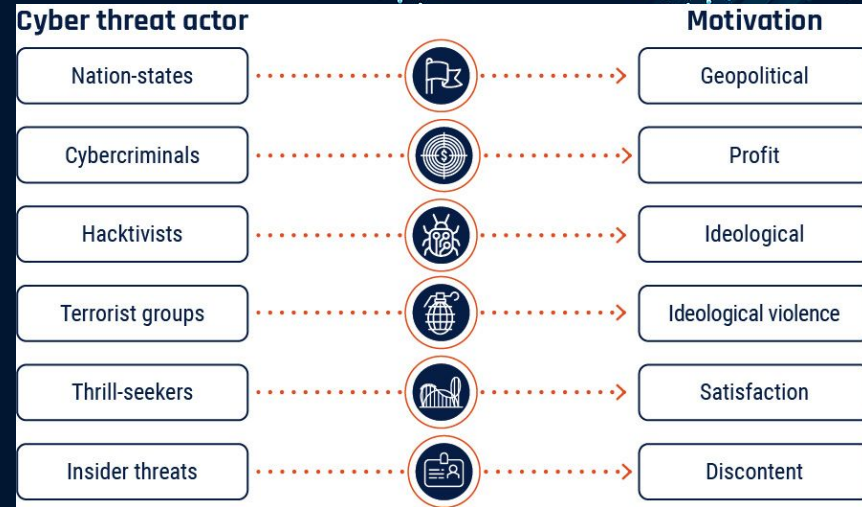 Cyber threat actor
Motivation
Nation-states
Geopolitical
Cybercriminals
$
Profit
Hacktivists
Ideological
Terrorist groups
Ideological violence
Thrill-seekers
Satisfaction
Insider threats
Discontent